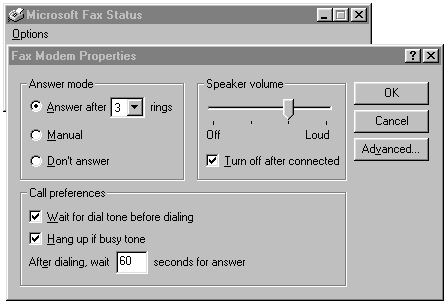 Microsoft Fax Status
Options
Fax Modem Properties
Answer mode
Answer after 3 rings
Manual
Don't answer
Speaker volume
Off Loud
Turn off after connected
OK
Cancel
Advanced...
Call preferences
Wait for dial tone before dialing
Hang up if busy tone
After dialing, wait 60 seconds for answer